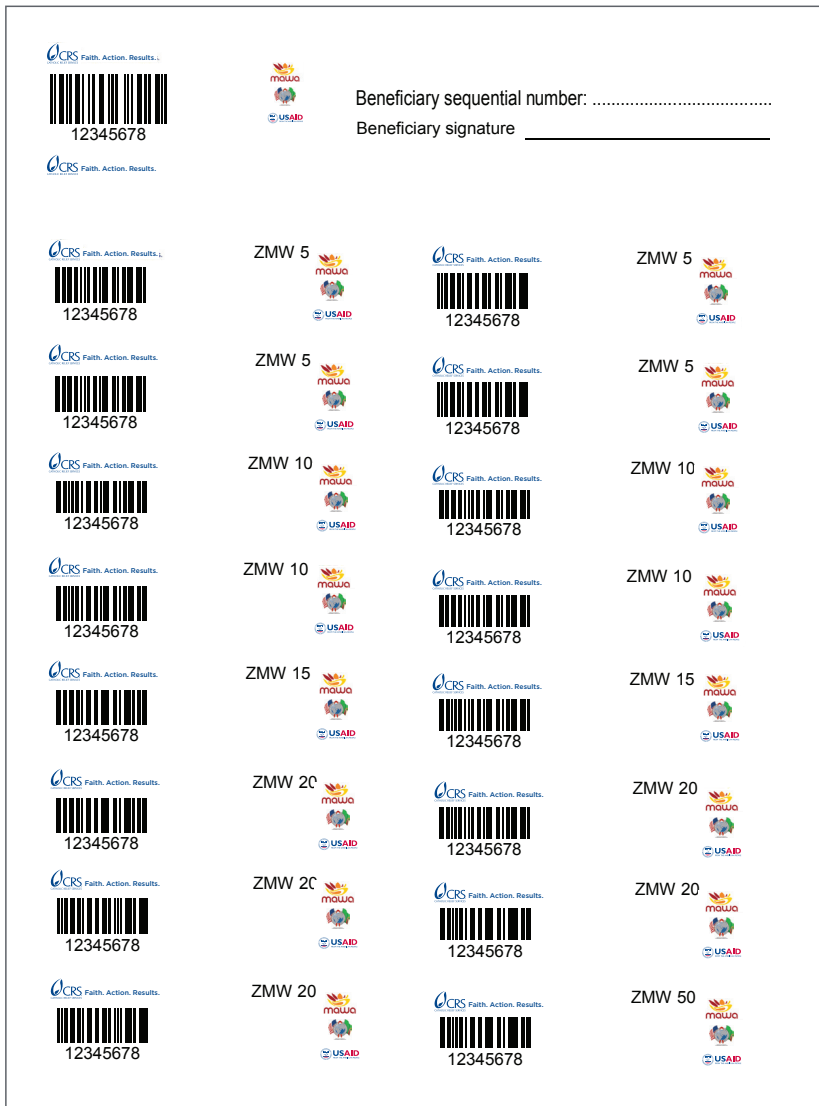 CRS Faith. Action. Results.
12345678
CRS Faith. Action. Results.
mawa
USAID
Beneficiary sequential number: ......................................
Beneficiary signature
CRS Faith. Action. Results.
12345678
ZMW 5
mawa
USAID
CRS Faith. Action. Results.
12345678
ZMW 5
mawa
USAID
CRS Faith. Action. Results.
12345678
ZMW 5
mawa
USAID
CRS Faith. Action. Results.
12345678
ZMW 5
mawa
USAID
CRS Faith. Action. Results.
12345678
ZMW 10
mawa
USAID
CRS Faith. Action. Results.
12345678
ZMW 10
mawa
USAID
CRS Faith. Action. Results.
12345678
ZMW 10
mawa
USAID
CRS Faith. Action. Results.
12345678
ZMW 10
mawa
USAID
CRS Faith. Action. Results.
12345678
ZMW 15
mawa
USAID
CRS Faith. Action. Results.
12345678
ZMW 15
mawa
USAID
CRS Faith. Action. Results.
12345678
ZMW 20
mawa
USAID
CRS Faith. Action. Results.
12345678
ZMW 20
mawa
USAID
CRS Faith. Action. Results.
12345678
ZMW 20
mawa
USAID
CRS Faith. Action. Results.
12345678
ZMW 20
mawa
USAID
CRS Faith. Action. Results.
12345678
ZMW 20
mawa
USAID
CRS Faith. Action. Results.
12345678
ZMW 50
mawa
USAID